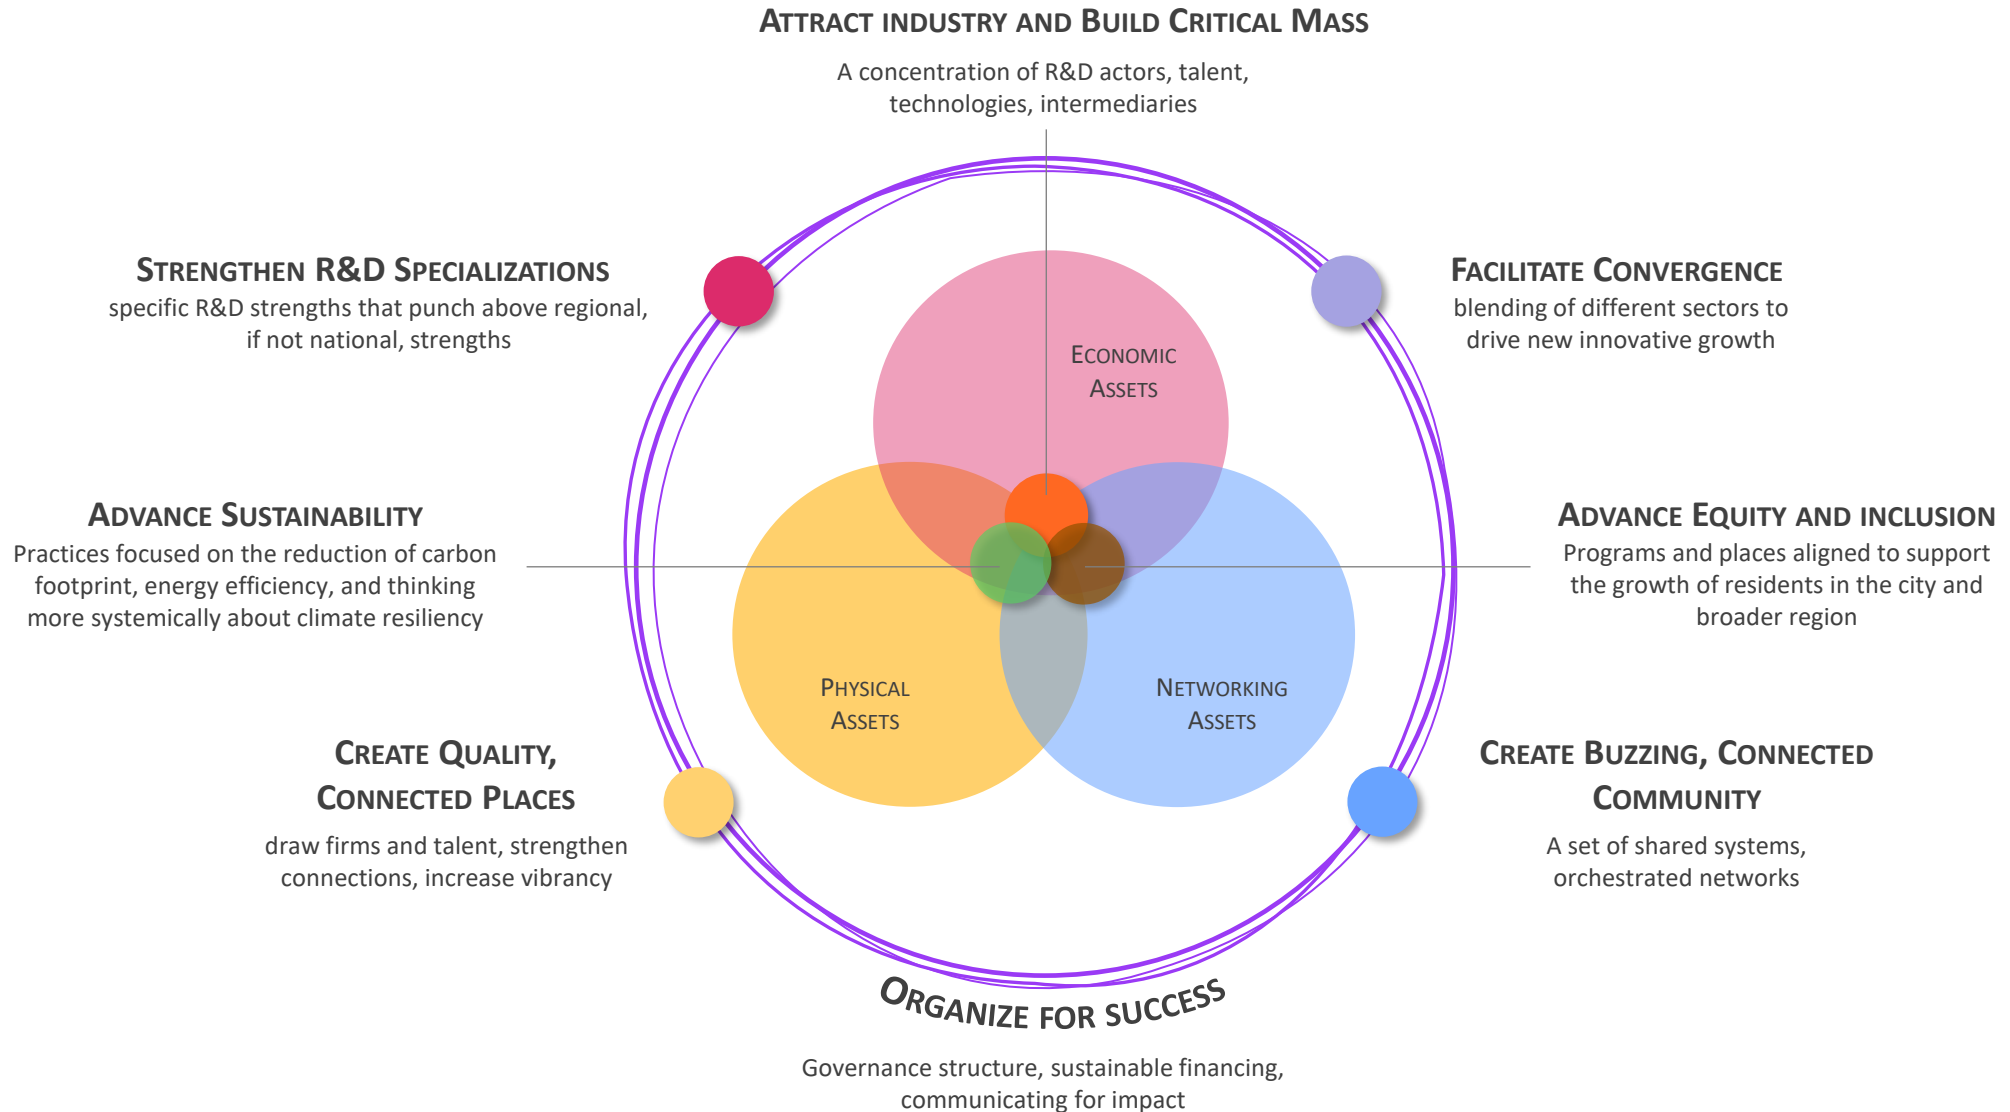 Attract industry and Build Critical Mass
A concentration of R&D actors, talent,
technologies, intermediaries
Strengthen R&D Specializations
specific R&D strengths that punch above regional,
if not national, strengths
Facilitate Convergence
blending of different sectors to
drive new innovative growth
Economic
Assets
Advance Sustainability
Practices focused on the reduction of carbon
footprint, energy efficiency, and thinking
more systemically about climate resiliency
Advance Equity and inclusion
Programs and places aligned to support
the growth of residents in the city and
broader region
Physical
Assets
Networking
Assets
Create Quality,
Connected Places
draw firms and talent, strengthen
connections, increase vibrancy
Create Buzzing, Connected
Community
A set of shared systems,
orchestrated networks
Organize for success
Governance structure, sustainable financing,
communicating for impact